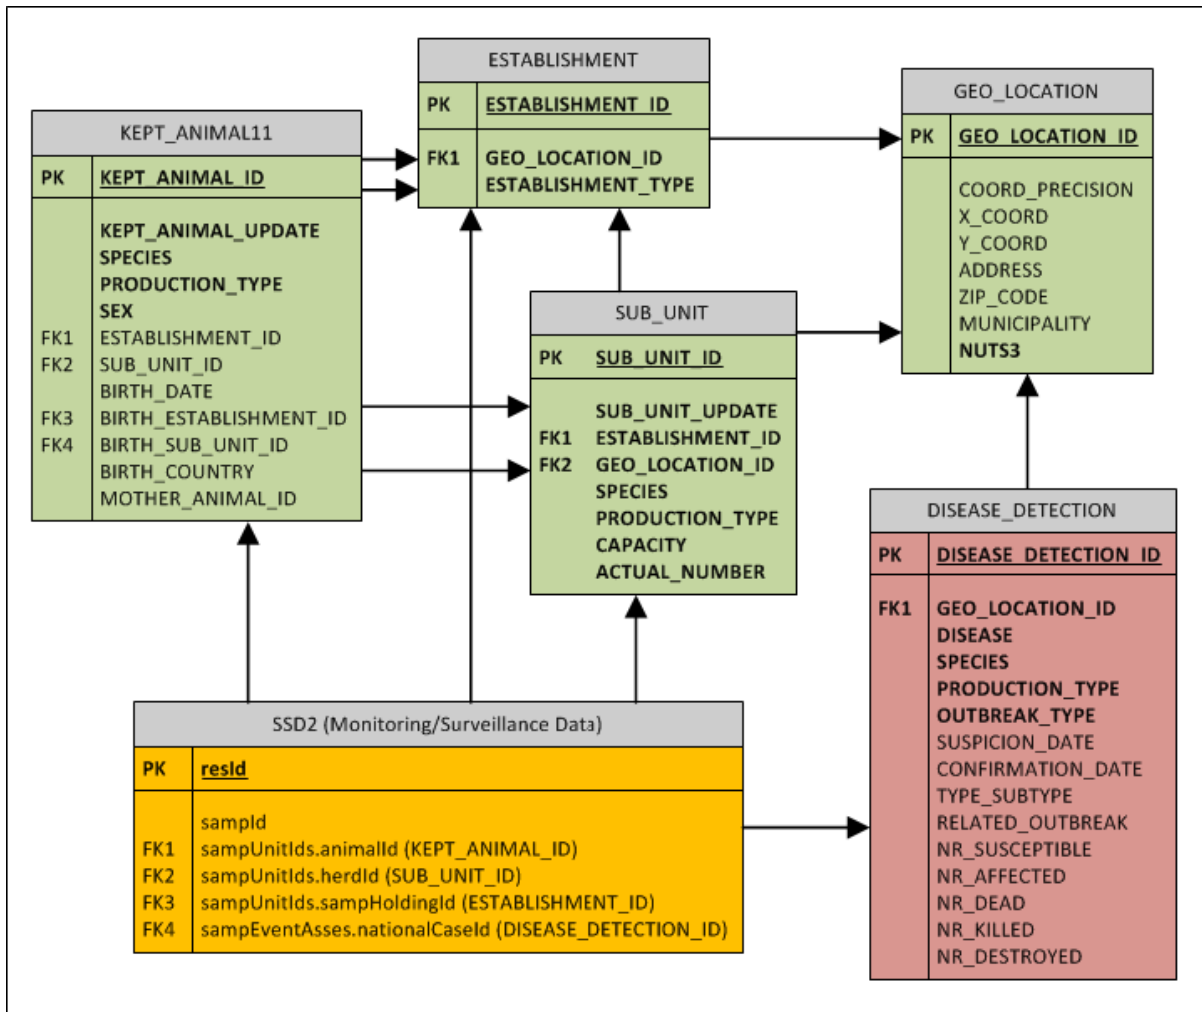 ESTABLISHMENT
PK ESTABLISHMENT_ID
FK1 GEO_LOCATION_ID
ESTABLISHMENT_TYPE
GEO_LOCATION
PK GEO_LOCATION_ID
COORD_PRECISION
X_COORD
Y_COORD
ADDRESS
ZIP_CODE
MUNICIPALITY
NUTS3
KEPT_ANIMAL11
PK KEPT_ANIMAL_ID
KEPT_ANIMAL_UPDATE
SPECIES
PRODUCTION_TYPE
SEX
FK1 ESTABLISHMENT_ID
FK2 SUB_UNIT_ID
BIRTH_DATE
FK3 BIRTH_ESTABLISHMENT_ID
FK4 BIRTH_SUB_UNIT_ID
BIRTH_COUNTRY
MOTHER_ANIMAL_ID
SUB_UNIT
PK SUB_UNIT_ID
SUB_UNIT_UPDATE
FK1 ESTABLISHMENT_ID
FK2 GEO_LOCATION_ID
SPECIES
PRODUCTION_TYPE
CAPACITY
ACTUAL_NUMBER
DISEASE_DETECTION
PK DISEASE_DETECTION_ID
FK1 GEO_LOCATION_ID
DISEASE
SPECIES
PRODUCTION_TYPE
OUTBREAK_TYPE
SUSPICION_DATE
CONFIRMATION_DATE
TYPE_SUBTYPE
RELATED_OUTBREAK
NR_SUSCEPTIBLE
NR_AFFECTED
NR_DEAD
NR_KILLED
NR_DESTROYED
SSD2 (Monitoring/Surveillance Data)
PK resId
sampId
FK1 sampUnitIds.animalId (KEPT_ANIMAL_ID)
FK2 sampUnitIds.herdId (SUB_UNIT_ID)
FK3 sampUnitIds.sampHoldingId (ESTABLISHMENT_ID)
FK4 sampEventAsses.nationalCaseId (DISEASE_DETECTION_ID)